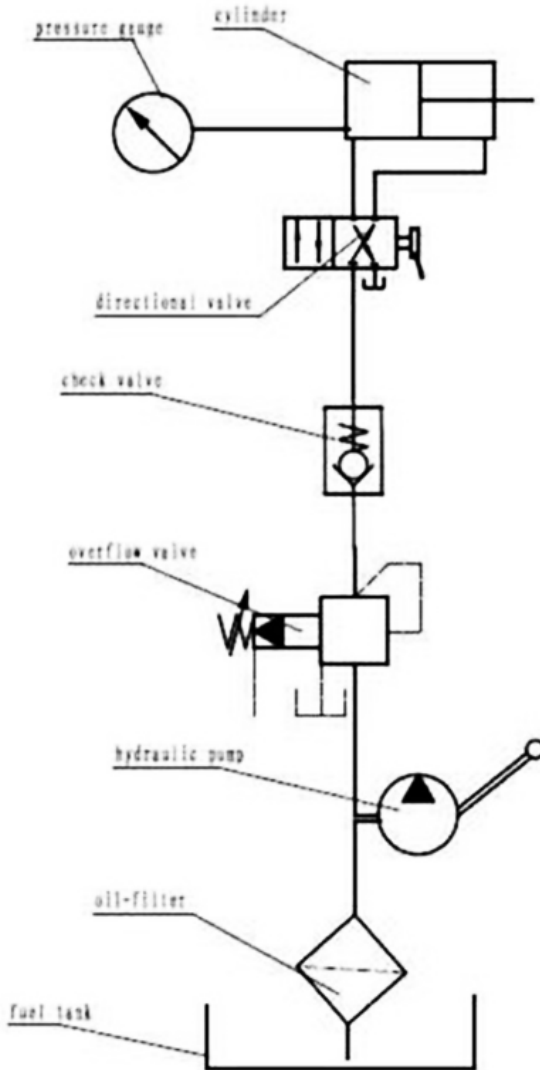 cylinder
pressure gauge
directional valve
check valve
overflow valve
hydraulic pump
oil-filter
fuel tank